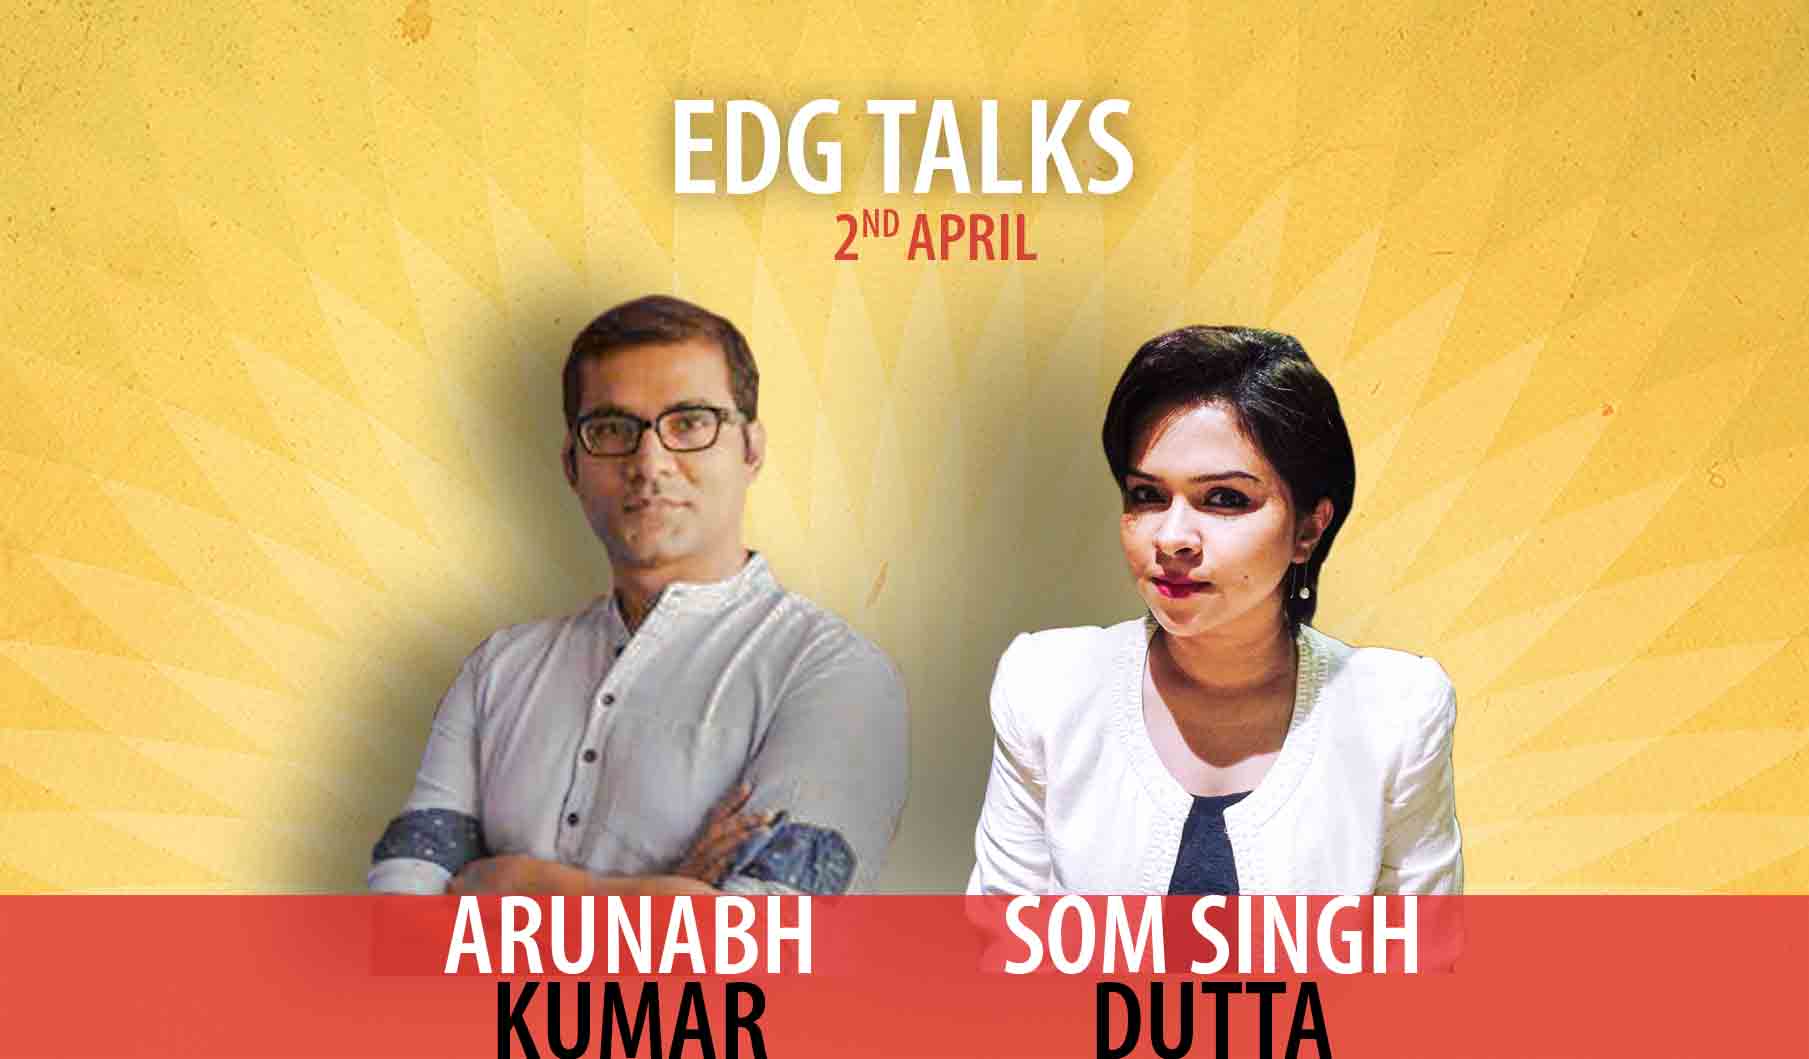 EDG TALKS
2ND APRIL
ARUNABH
KUMAR
SOM SINGH
DUTTA